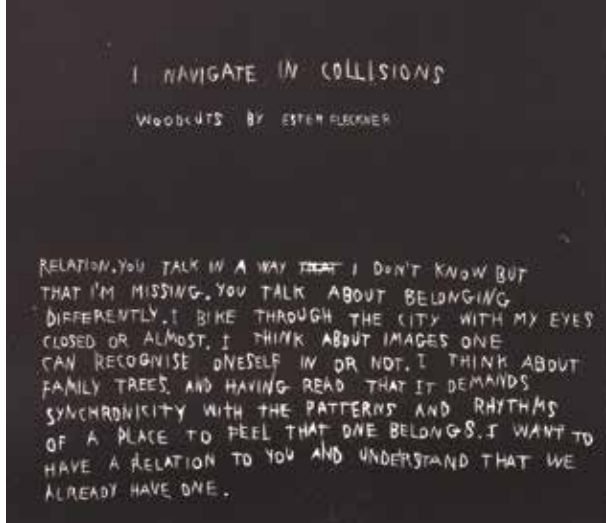 I NAVIGATE IN COLLISIONS
WOODCUTS BY ESTER FLECKNER
RELATION. YOU TALK IN A WAY THAT I DON'T KNOW BUT
THAT I'M MISSING. YOU TALK ABOUT BELONGING
DIFFERENTLY. I BIKE THROUGH THE CITY WITH MY EYES
CLOSED OR ALMOST. I THINK ABOUT IMAGES ONE
CAN RECOGNISE ONESELF IN OR NOT. I THINK ABOUT
FAMILY TREES AND HAVING READ THAT IT DEMANDS
SYNCHRONICITY WITH THE PATTERNS AND RHYTHMS
OF A PLACE TO FEEL THAT ONE BELONGS. I WANT TO
HAVE A RELATION TO YOU AND UNDERSTAND THAT WE
ALREADY HAVE ONE.